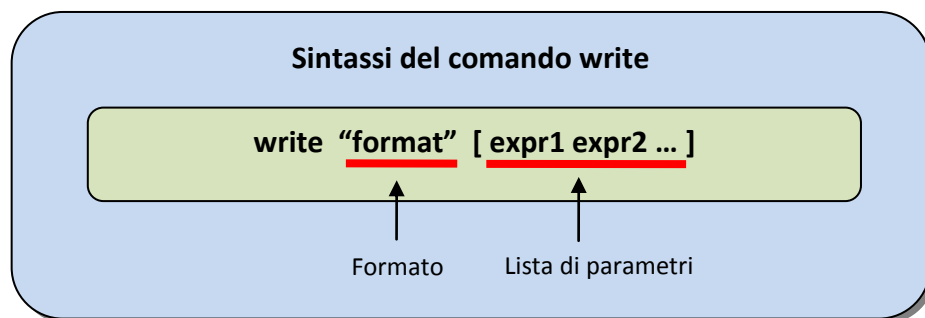 Sintassi del comando write
write “format” [ expr1 expr2 … ]
Formato Lista di parametri